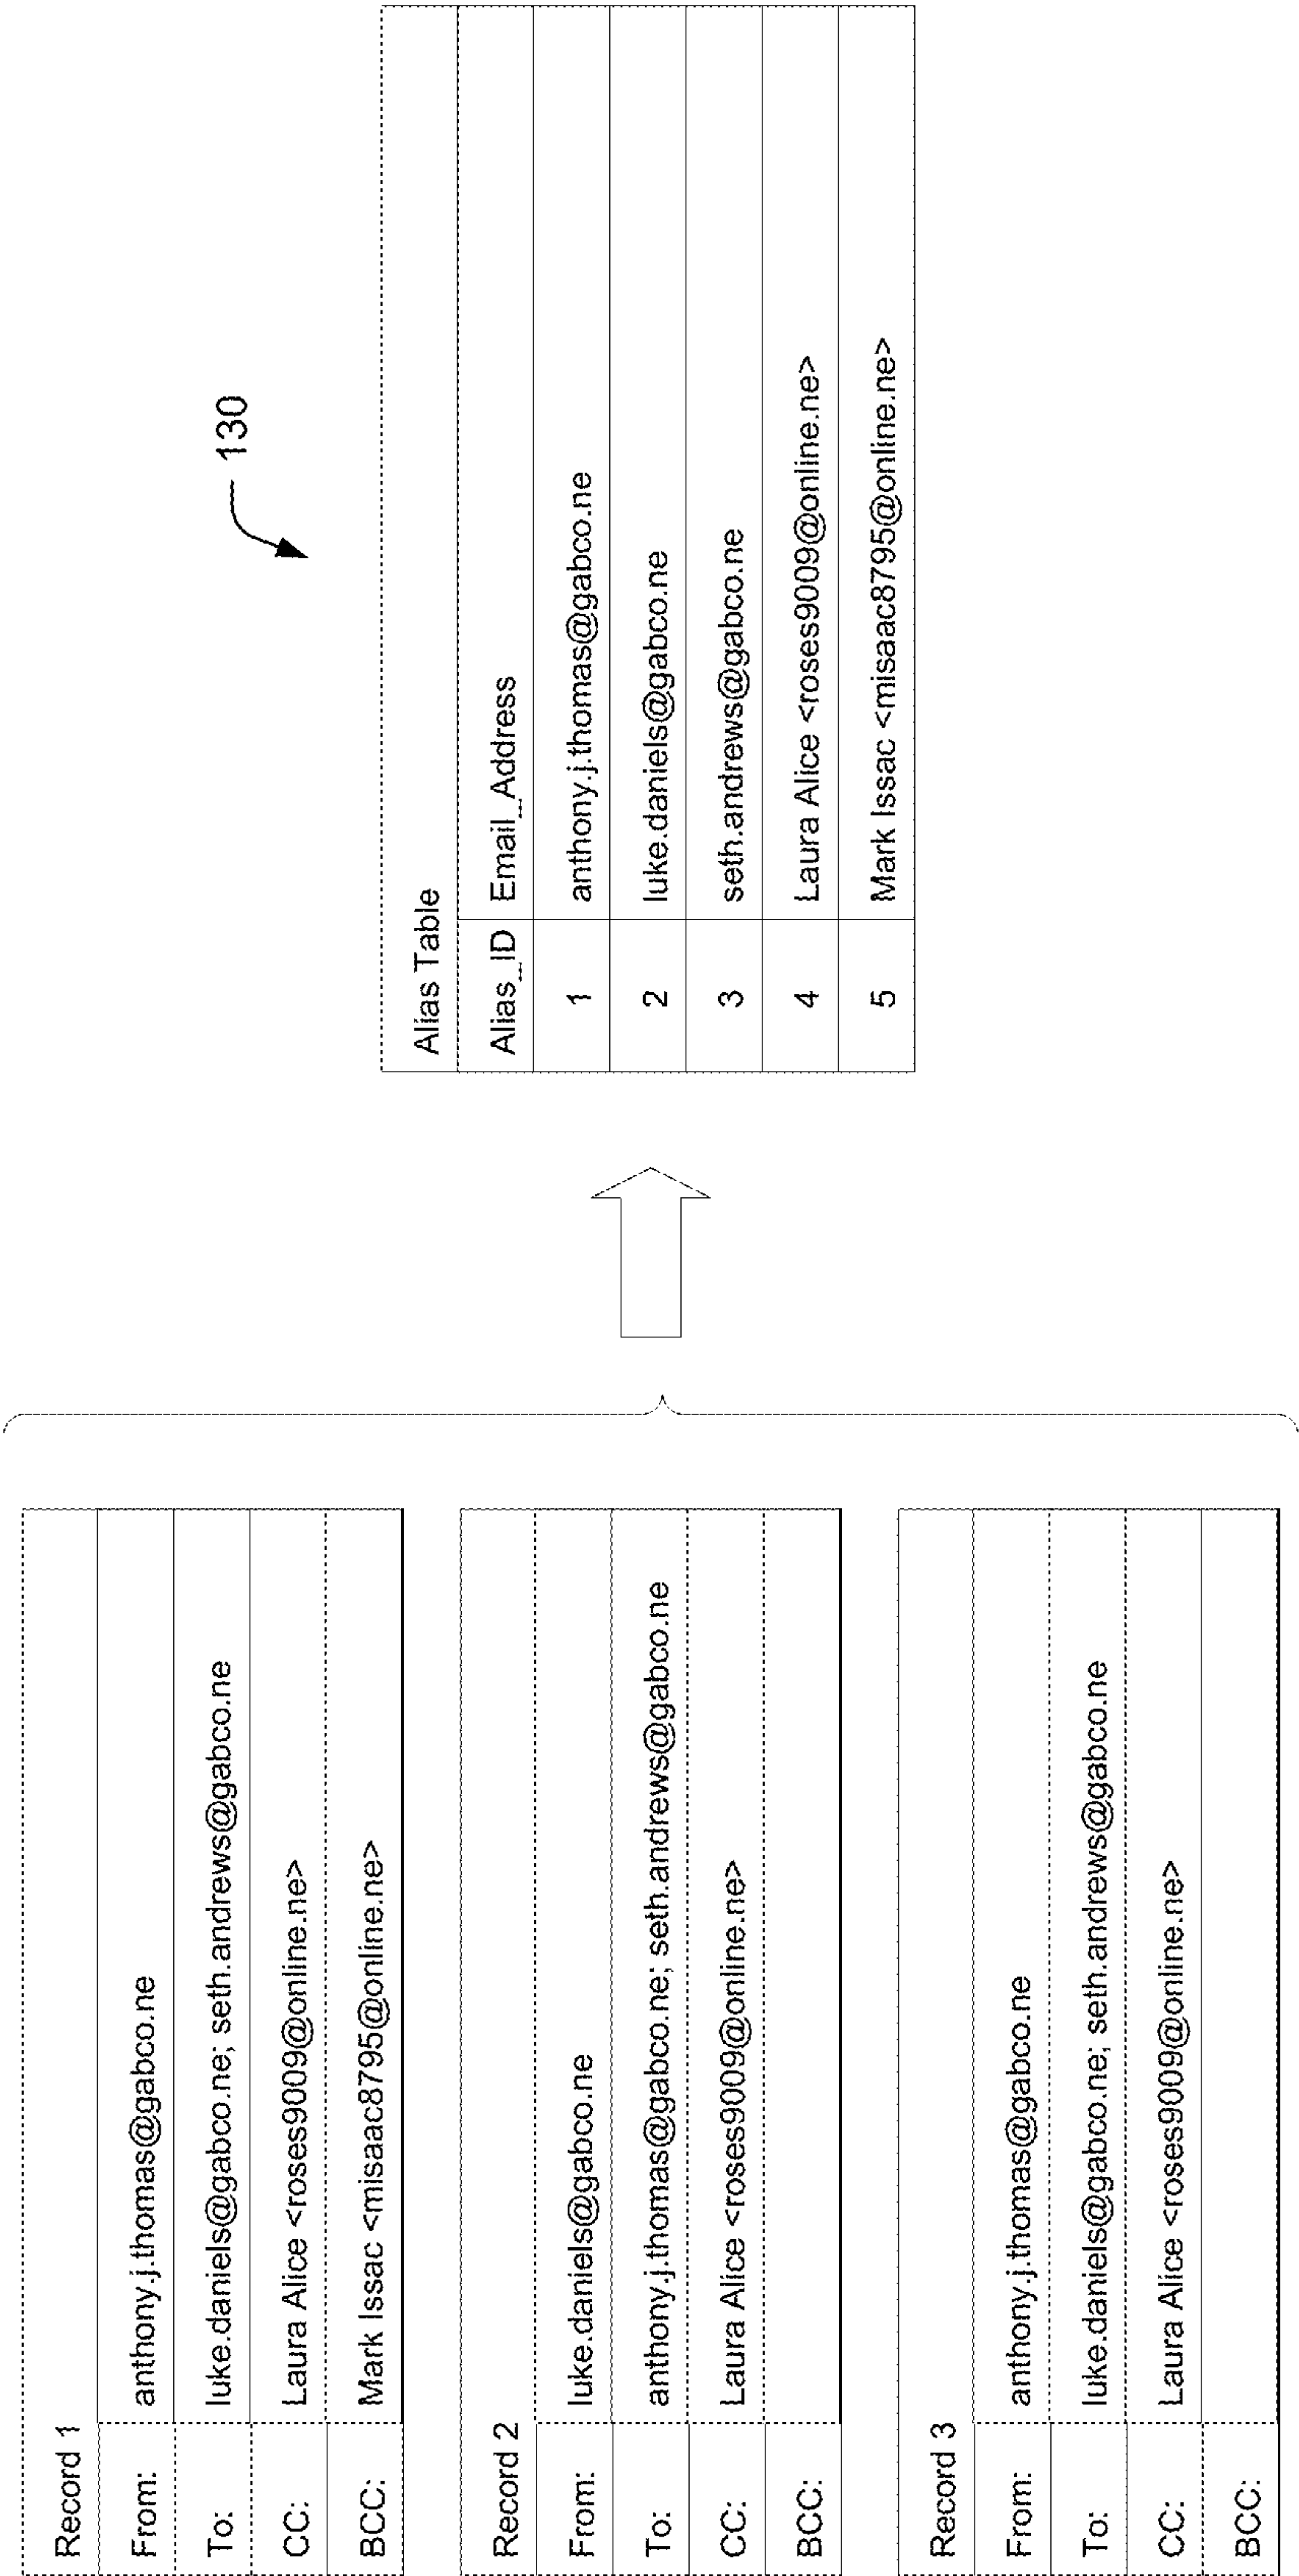 Record 1
From: anthony.j.thomas@gabco.ne
To: luke.daniels@gabco.ne; seth.andrews@gabco.ne
CC: Laura Alice <roses9009@online.ne>
BCC: Mark Issac <misaac8795@online.ne>
Record 2
From: luke.daniels@gabco.ne
To: anthony.j.thomas@gabco.ne; seth.andrews@gabco.ne
CC: Laura Alice <roses9009@online.ne>
BCC:
Record 3
From: anthony.j.thomas@gabco.ne
To: luke.daniels@gabco.ne; seth.andrews@gabco.ne
CC: Laura Alice <roses9009@online.ne>
BCC:
130
Alias Table
Alias_ID Email_Address
1 anthony.j.thomas@gabco.ne
2 luke.daniels@gabco.ne
3 seth.andrews@gabco.ne
4 Laura Alice <roses9009@online.ne>
5 Mark Issac <misaac8795@online.ne>